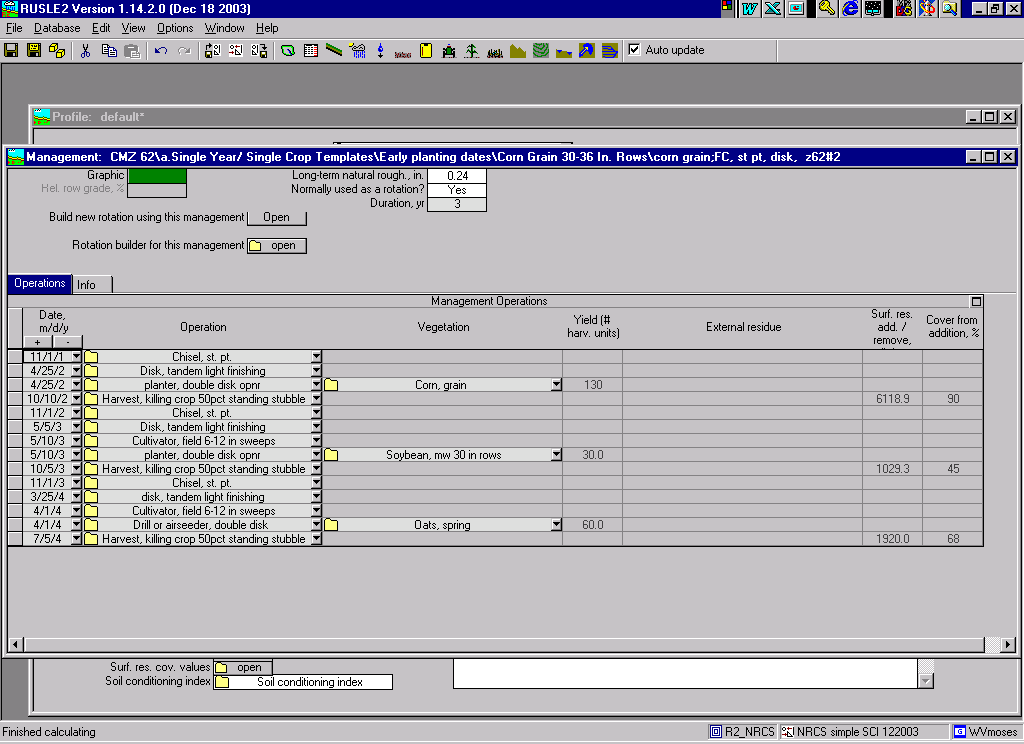 RUSLE2 Version 1.14.2.0 (Dec 18 2003)
File Database Edit View Options Window Help
Auto update
Profile: default*
Management: CMZ 62\a.Single Year/ Single Crop Templates\Early planting dates\Corn Grain 30-36 In. Rows\corn grain;FC, st pt, disk, z62#2
Graphic Long-term natural rough., in. 0.24
Hel. row grade, % Normally used as a rotation? Yes
Duration, yr 3
Build new rotation using this management Open
Rotation builder for this management open
Operations Info
Management Operations
Date, m/d/y Operation Vegetation Yield (# harv. units) External residue Surf. res. add. / remove, Cover from addition, %
+ -
11/1/1 Chisel, st. pt.
4/25/2 Disk, tandem light finishing
4/25/2 planter, double disk opnr Corn, grain 130
10/10/2 Harvest, killing crop 50pct standing stubble 6118.9 90
11/1/2 Chisel, st. pt.
5/5/3 Disk, tandem light finishing
5/10/3 Cultivator, field 6-12 in sweeps
5/10/3 planter, double disk opnr Soybean, mw 30 in rows 30.0
10/5/3 Harvest, killing crop 50pct standing stubble 1029.3 45
11/1/3 Chisel, st. pt.
3/25/4 disk, tandem light finishing
4/1/4 Cultivator, field 6-12 in sweeps
4/1/4 Drill or airseeder, double disk Oats, spring 60.0
7/5/4 Harvest, killing crop 50pct standing stubble 1920.0 68
Surf. res. cov. values open
Soil conditioning index Soil conditioning index
Finished calculating R2_NRCS NRCS simple SCI 122003 WVmoses